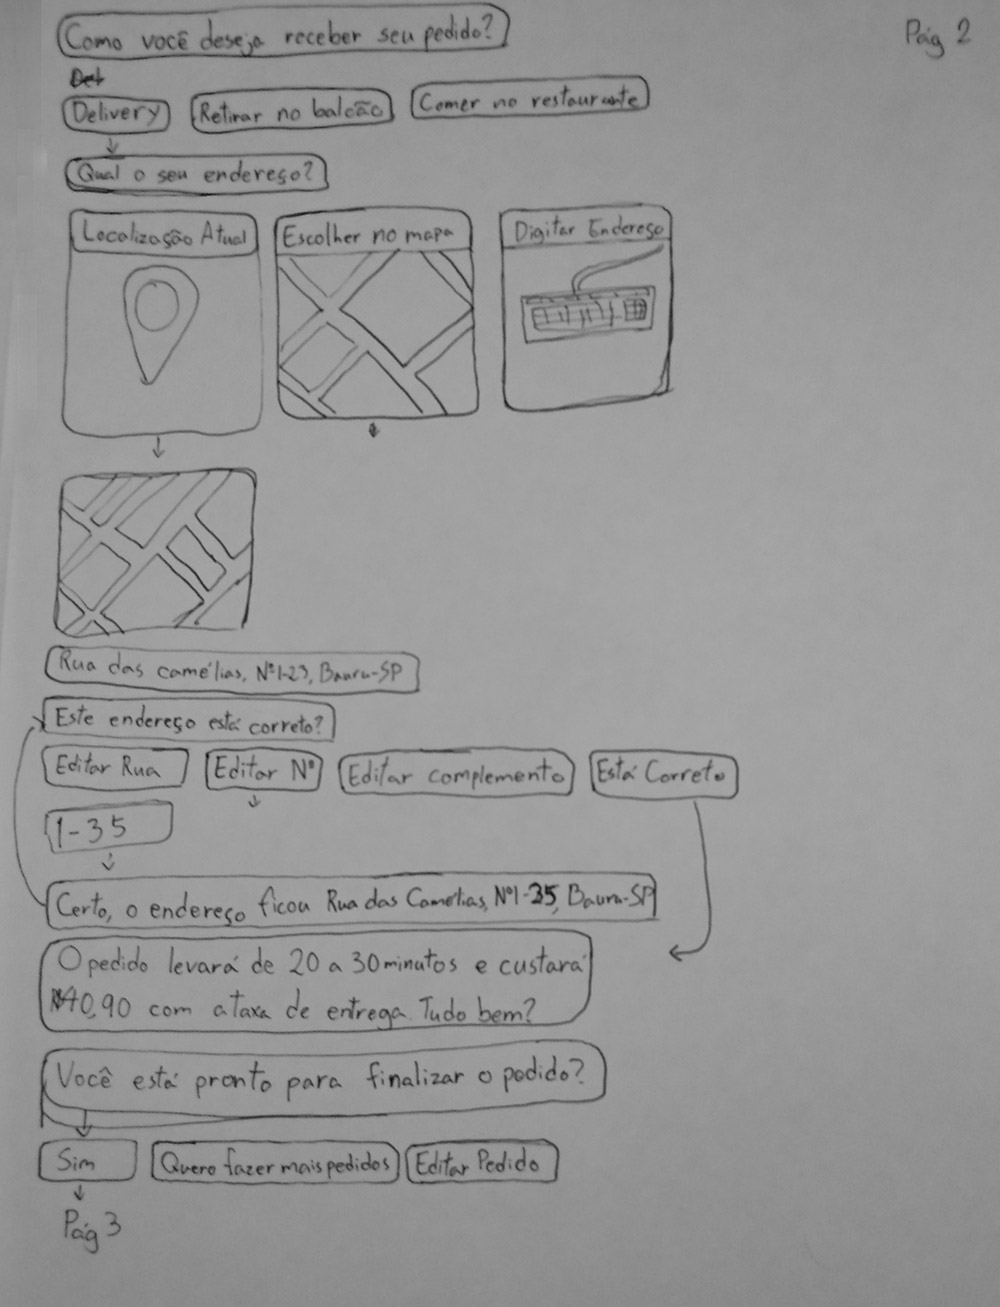 Pág 2
Como você deseja receber seu pedido?
Del
Delivery
Retirar no balcão
Comer no restaurante
Qual o seu endereço?
Localização Atual
Escolher no mapa
Digitar Endereço
Rua das camélias, Nº1-23, Bauru-SP
Este endereço está correto?
Editar Rua
Editar Nº
Editar complemento
Está Correto
1-35
Certo, o endereço ficou Rua das Camélias, Nº1-35, Bauru-SP
O pedido levará de 20 a 30 minutos e custará
R$40,90 com a taxa de entrega. Tudo bem?
Você está pronto para finalizar o pedido?
Sim
Quero fazer mais pedidos
Editar Pedido
Pág 3